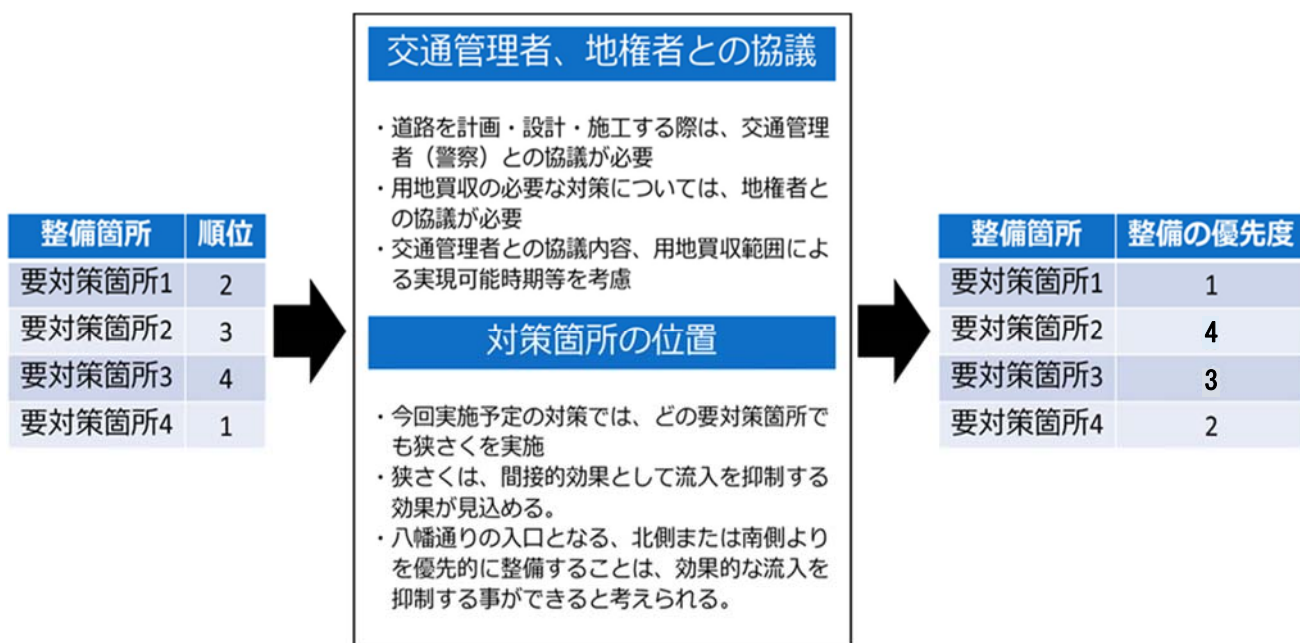 整備箇所 順位
要対策箇所1 2
要対策箇所2 3
要対策箇所3 4
要対策箇所4 1
交通管理者、地権者との協議
・道路を計画・設計・施工する際は、交通管理
者（警察）との協議が必要
・用地買収の必要な対策については、地権者と
の協議が必要
・交通管理者との協議内容、用地買収範囲によ
る実現可能時期等を考慮
対策箇所の位置
・今回実施予定の対策では、どの要対策箇所で
も狭さくを実施
・狭さくは、間接的効果として流入を抑制する
効果が見込める。
・八幡通りの入口となる、北側または南側より
を優先的に整備することは、効果的な流入を
抑制する事ができると考えられる。
整備箇所 整備の優先度
要対策箇所1 1
要対策箇所2 4
要対策箇所3 3
要対策箇所4 2